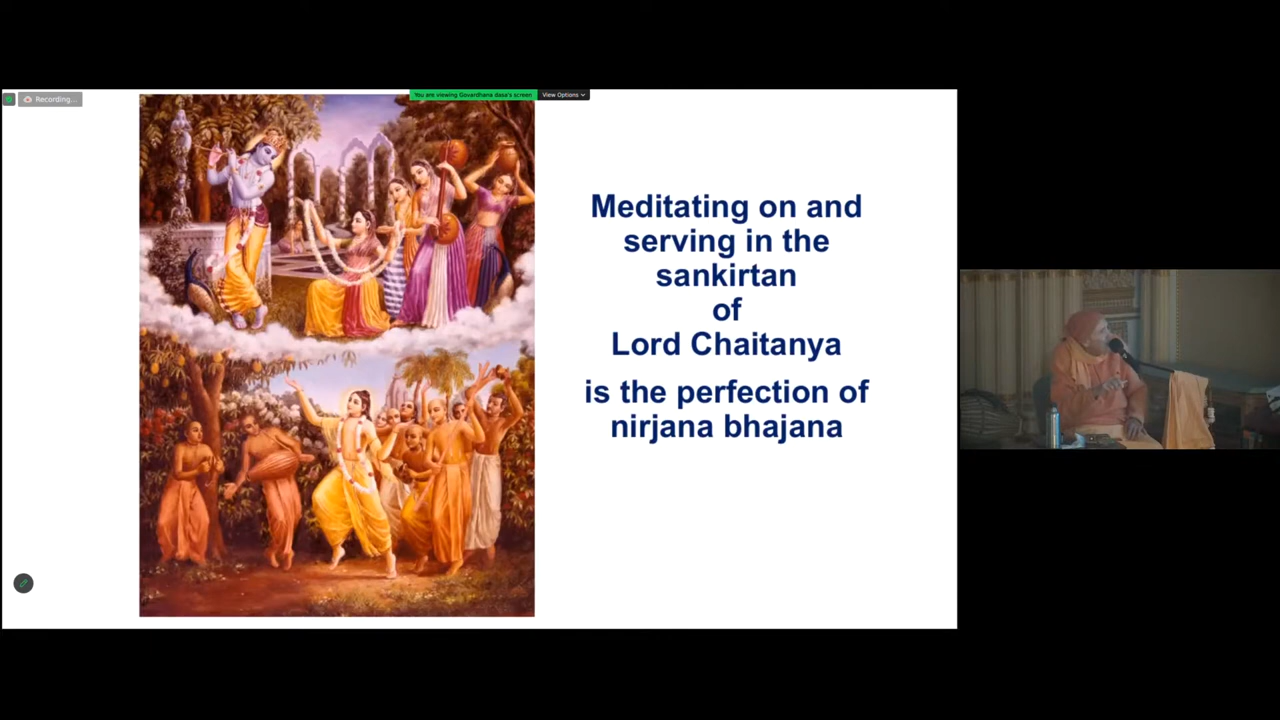 Recording...
You are viewing Govardhana dasa's screen
View Options
Meditating on and
serving in the
sankirtan
of
Lord Chaitanya
is the perfection of
nirjana bhajana